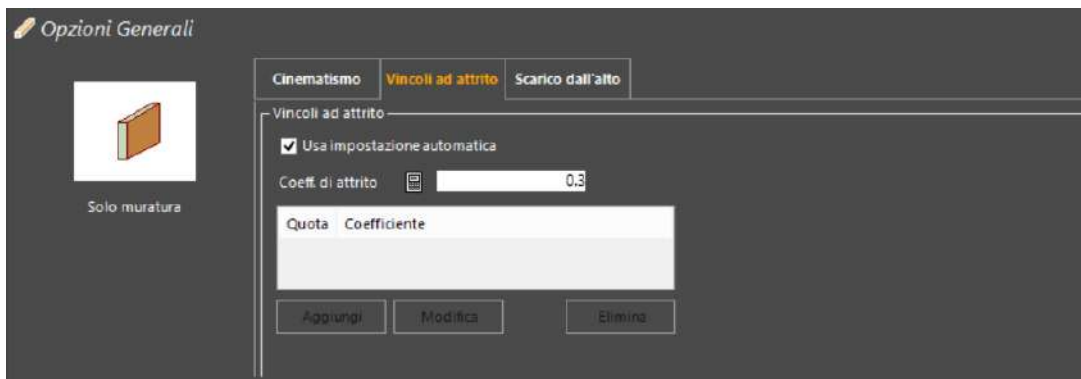 Opzioni Generali
Cinematismo Vincoli ad attrito Scarico dall'alto
Vincoli ad attrito
Usa impostazione automatica
Coeff. di attrito 0.3
Solo muratura
Quota Coefficiente
Aggiungi Modifica Elimina